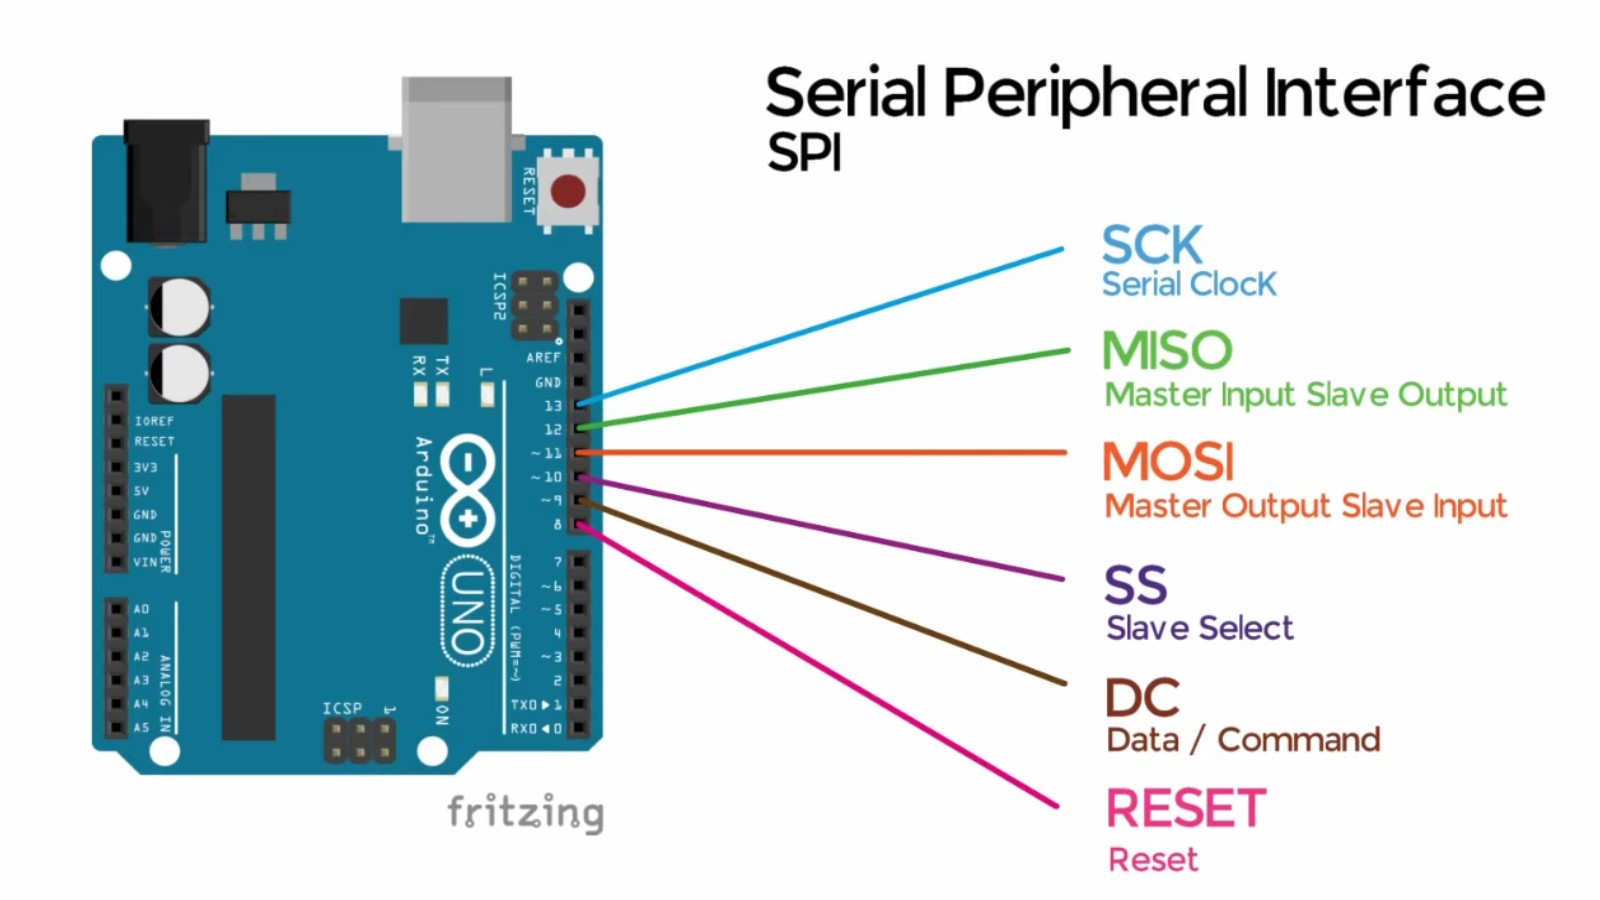 Serial Peripheral Interface
SPI
SCK
Serial ClocK
MISO
Master Input Slave Output
MOSI
Master Output Slave Input
SS
Slave Select
DC
Data / Command
RESET
Reset
RESET
ICSP2
AREF
GND
13
12
~11
~10
~9
8
7
~6
~5
4
~3
2
TX0 ▶ 1
RX0 ◀ 0
DIGITAL (PWM=~)
RX
TX
L
Arduino™
UNO
ON
IOREF
RESET
3V3
5V
GND
GND
VIN
POWER
A0
A1
A2
A3
A4
A5
ANALOG IN
ICSP
1
fritzing